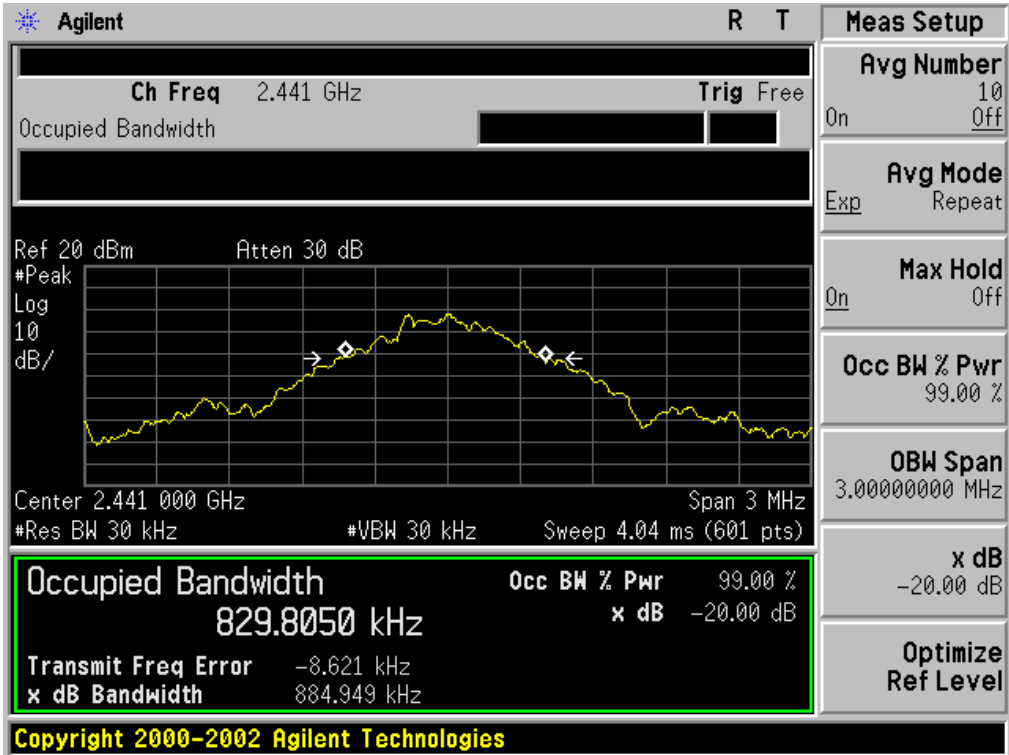 Agilent R T
Ch Freq 2.441 GHz Trig Free
Occupied Bandwidth
Ref 20 dBm Atten 30 dB
#Peak
Log
10
dB/
Center 2.441 000 GHz Span 3 MHz
#Res BW 30 kHz #VBW 30 kHz Sweep 4.04 ms (601 pts)
Occupied Bandwidth
829.8050 kHz
Occ BW % Pwr 99.00 %
x dB -20.00 dB
Transmit Freq Error -8.621 kHz
x dB Bandwidth 884.949 kHz
Copyright 2000-2002 Agilent Technologies
Meas Setup
Avg Number
10
On Off
Avg Mode
Exp Repeat
Max Hold
On Off
Occ BW % Pwr
99.00 %
OBW Span
3.00000000 MHz
x dB
-20.00 dB
Optimize
Ref Level